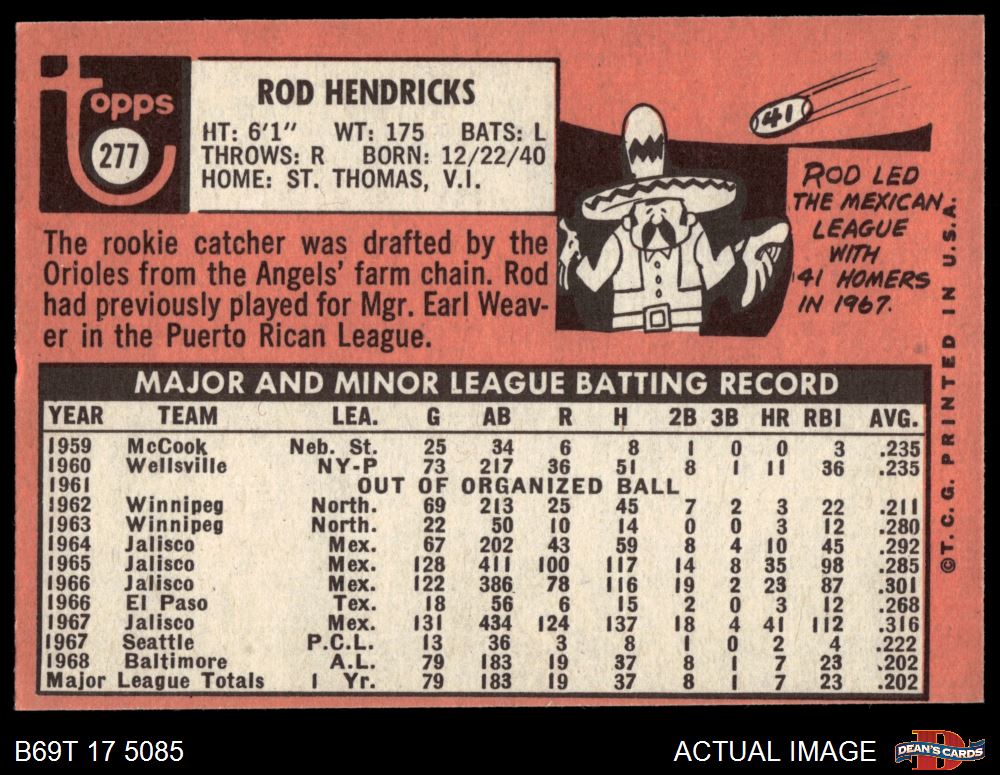 Topps
277
ROD HENDRICKS
HT: 6'1" WT: 175 BATS: L
THROWS: R BORN: 12/22/40
HOME: ST. THOMAS, V.I.
The rookie catcher was drafted by the
Orioles from the Angels' farm chain. Rod
had previously played for Mgr. Earl Weav-
er in the Puerto Rican League.
41
ROD LED
THE MEXICAN
LEAGUE
WITH
41 HOMERS
IN 1967.
MAJOR AND MINOR LEAGUE BATTING RECORD
YEAR TEAM LEA. G AB R H 2B 3B HR RBI AVG.
1959 McCook Neb. St. 25 34 6 8 1 0 0 3 .235
1960 Wellsville NY-P 73 217 36 51 8 1 11 36 .235
1961 OUT OF ORGANIZED BALL
1962 Winnipeg North. 69 213 25 45 7 2 3 22 .211
1963 Winnipeg North. 22 50 10 14 0 0 3 12 .280
1964 Jalisco Mex. 67 202 43 59 8 4 10 45 .292
1965 Jalisco Mex. 128 411 100 117 14 8 35 98 .285
1966 Jalisco Mex. 122 386 78 116 19 2 23 87 .301
1966 El Paso Tex. 18 56 6 15 2 0 3 12 .268
1967 Jalisco Mex. 131 434 124 137 18 4 41 112 .316
1967 Seattle P.C.L. 13 36 3 8 1 0 2 4 .222
1968 Baltimore A.L. 79 183 19 37 8 1 7 23 .202
Major League Totals 1 Yr. 79 183 19 37 8 1 7 23 .202
©T. C. G. PRINTED IN U.S.A.
B69T 17 5085
ACTUAL IMAGE
DEAN'S CARDS